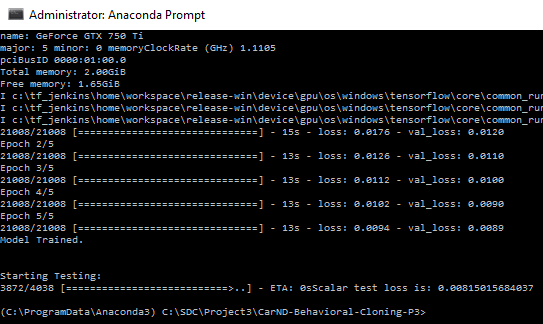 Administrator: Anaconda Prompt
name: GeForce GTX 750 Ti
major: 5 minor: 0 memoryClockRate (GHz) 1.1105
pciBusID 0000:01:00.0
Total memory: 2.00GiB
Free memory: 1.65GiB
I c:\tf_jenkins\home\workspace\release-win\device\gpu\os\windows\tensorflow\core\common_run
I c:\tf_jenkins\home\workspace\release-win\device\gpu\os\windows\tensorflow\core\common_run
I c:\tf_jenkins\home\workspace\release-win\device\gpu\os\windows\tensorflow\core\common_run
21008/21008 [==============================] - 15s - loss: 0.0176 - val_loss: 0.0120
Epoch 2/5
21008/21008 [==============================] - 13s - loss: 0.0126 - val_loss: 0.0110
Epoch 3/5
21008/21008 [==============================] - 13s - loss: 0.0112 - val_loss: 0.0100
Epoch 4/5
21008/21008 [==============================] - 13s - loss: 0.0102 - val_loss: 0.0090
Epoch 5/5
21008/21008 [==============================] - 13s - loss: 0.0094 - val_loss: 0.0089
Model Trained.
Starting Testing:
3872/4038 [===========================>..] - ETA: 0sScalar test loss is: 0.00815015684037
(C:\ProgramData\Anaconda3) C:\SDC\Project3\CarND-Behavioral-Cloning-P3>